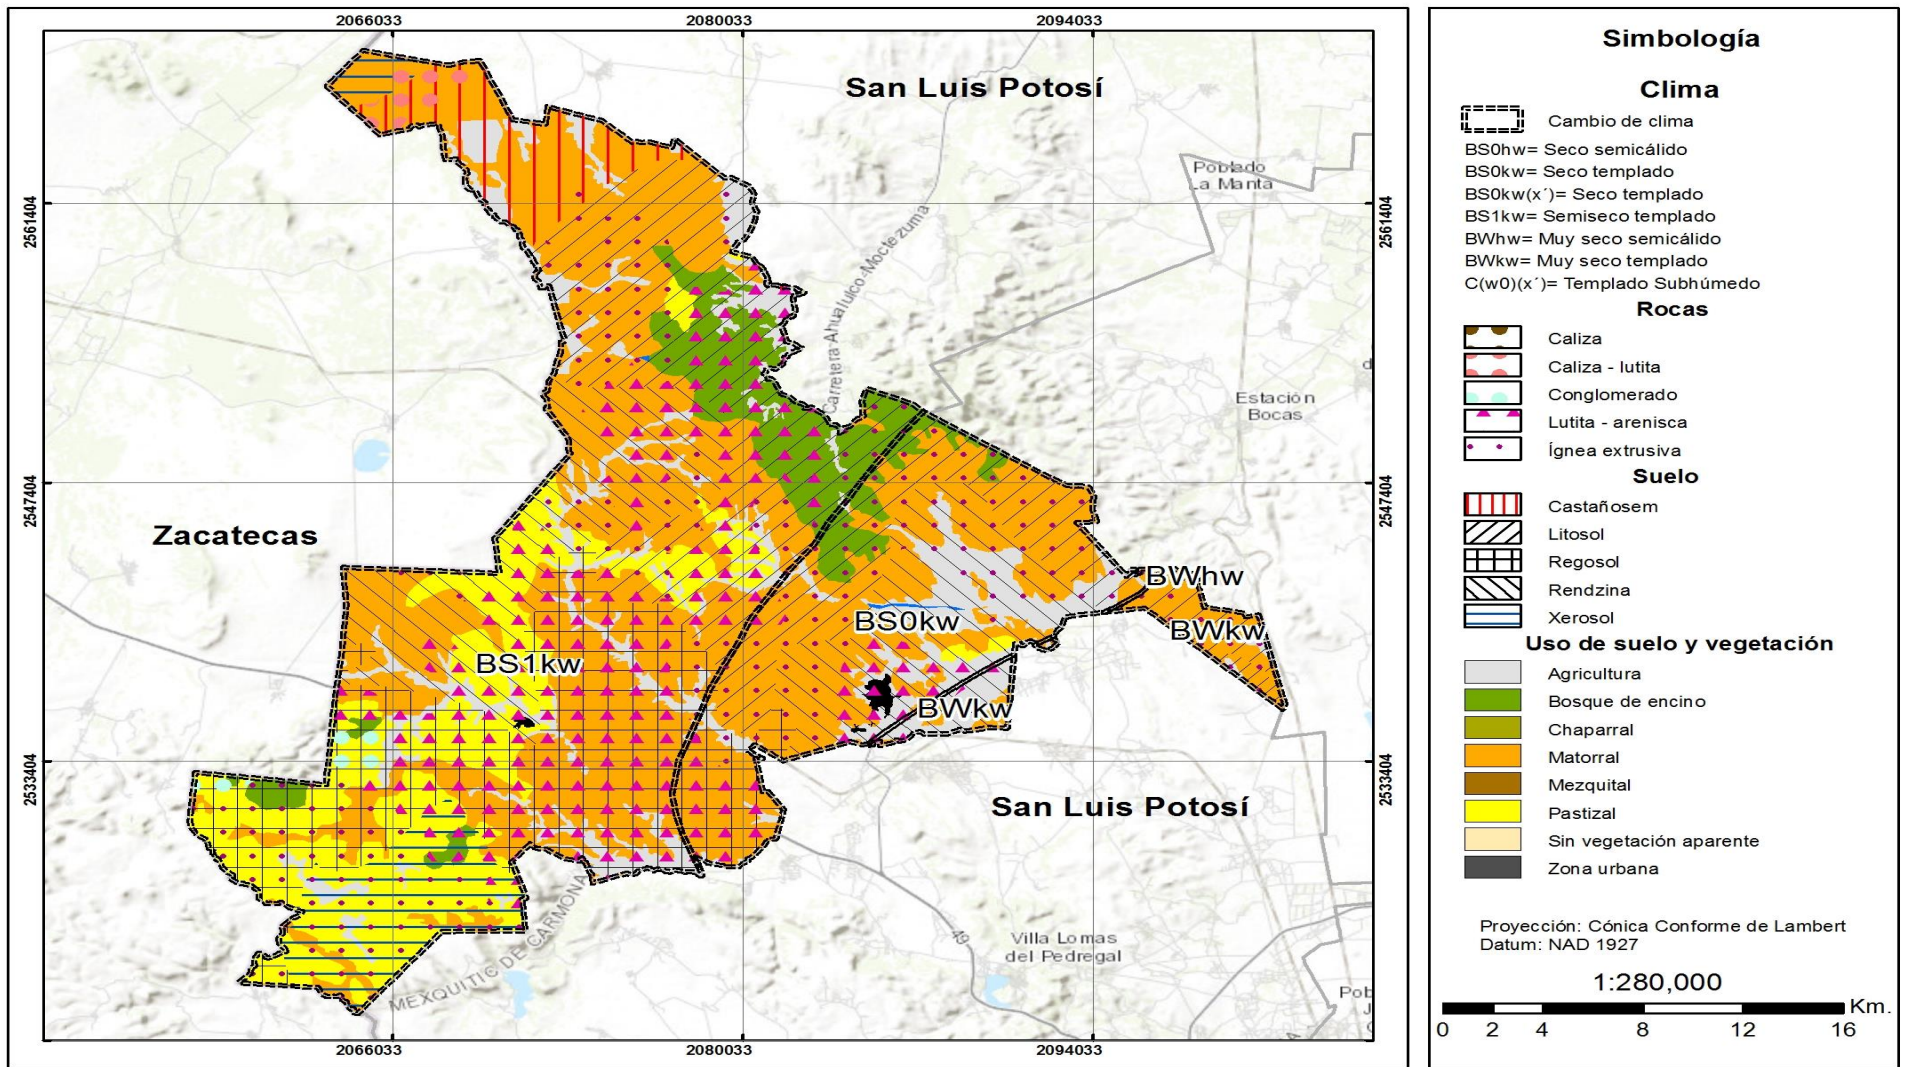 2066033
2080033
2094033
San Luis Potosí
Poblado
La Manta
2561404
2561404
Carretera Ahualulco-Moctezuma
Estación
Bocas
2547404
2547404
Zacatecas
BWhw
BS0kw
BWkw
BS1kw
BWkw
2533404
2533404
San Luis Potosí
MEXQUITIC DE CARMONA
49
Villa Lomas
del Pedregal
2066033
2080033
2094033
Simbología
Clima
Cambio de clima
BS0hw= Seco semicálido
BS0kw= Seco templado
BS0kw(x´)= Seco templado
BS1kw= Semiseco templado
BWhw= Muy seco semicálido
BWkw= Muy seco templado
C(w0)(x´)= Templado Subhúmedo
Rocas
Caliza
Caliza - lutita
Conglomerado
Lutita - arenisca
Ígnea extrusiva
Suelo
Castañosem
Litosol
Regosol
Rendzina
Xerosol
Uso de suelo y vegetación
Agricultura
Bosque de encino
Chaparral
Matorral
Mezquital
Pastizal
Sin vegetación aparente
Zona urbana
Proyección: Cónica Conforme de Lambert
Datum: NAD 1927
1:280,000
Km.
0 2 4 8 12 16